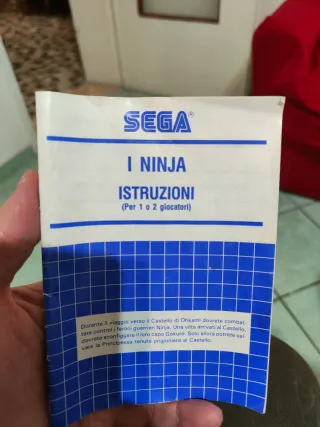 SEGA®
I NINJA
ISTRUZIONI
(Per 1 o 2 giocatori)
Durante il viaggio verso il Castello di Ohkami dovrete combat-
tere contro i feroci guerrieri Ninja. Una volta arrivati al Castello,
dovrete sconfiggere il loro capo Gokuro. Solo allora potrete sal-
vare la Principessa tenuta prigioniera al Castello.